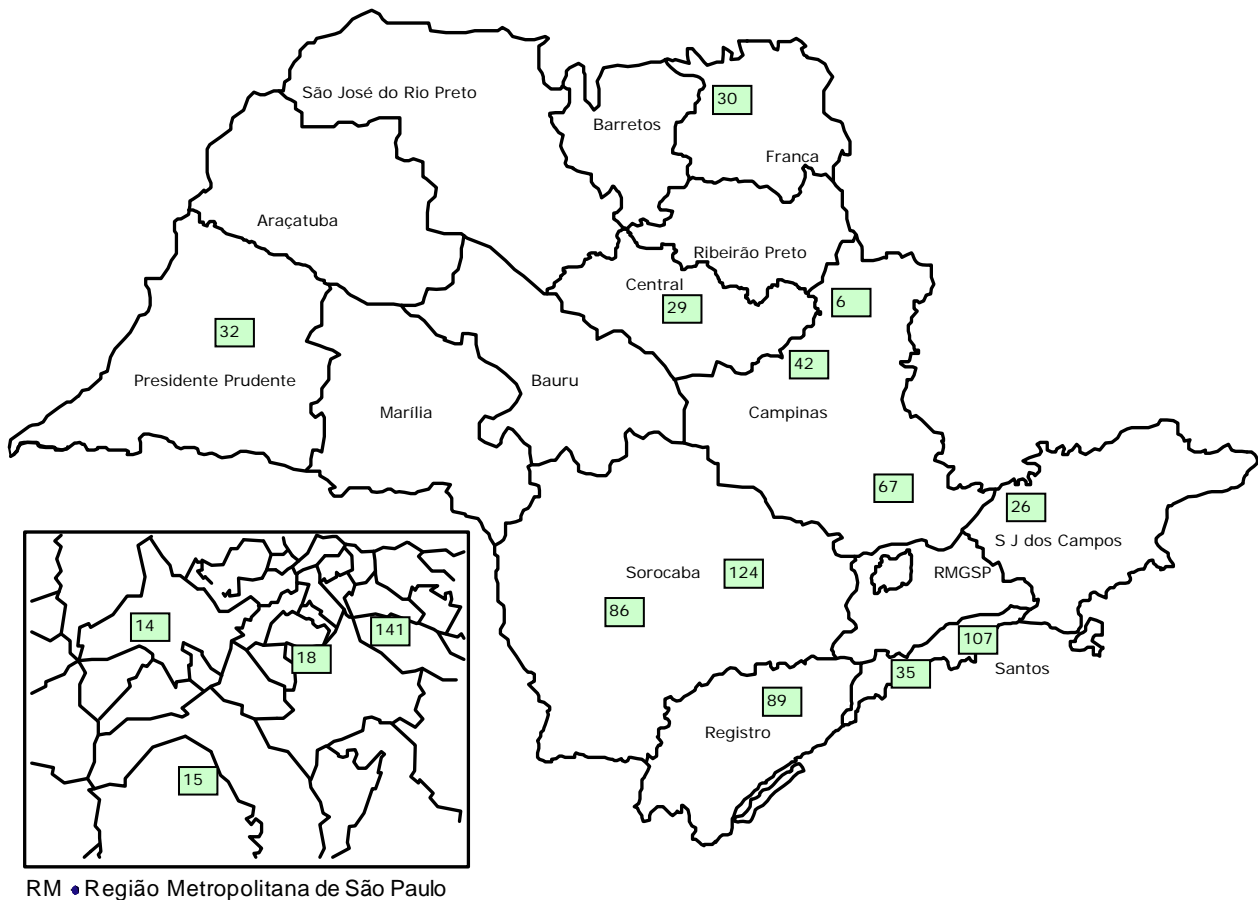 São José do Rio Preto
30
Barretos
Franca
Araçatuba
Ribeirão Preto
Central
29
6
32
42
Presidente Prudente
Bauru
Marília
Campinas
67
26
S J dos Campos
Sorocaba
124
RMGSP
86
14
141
18
107
35
Santos
89
Registro
15
RM • Região Metropolitana de São Paulo